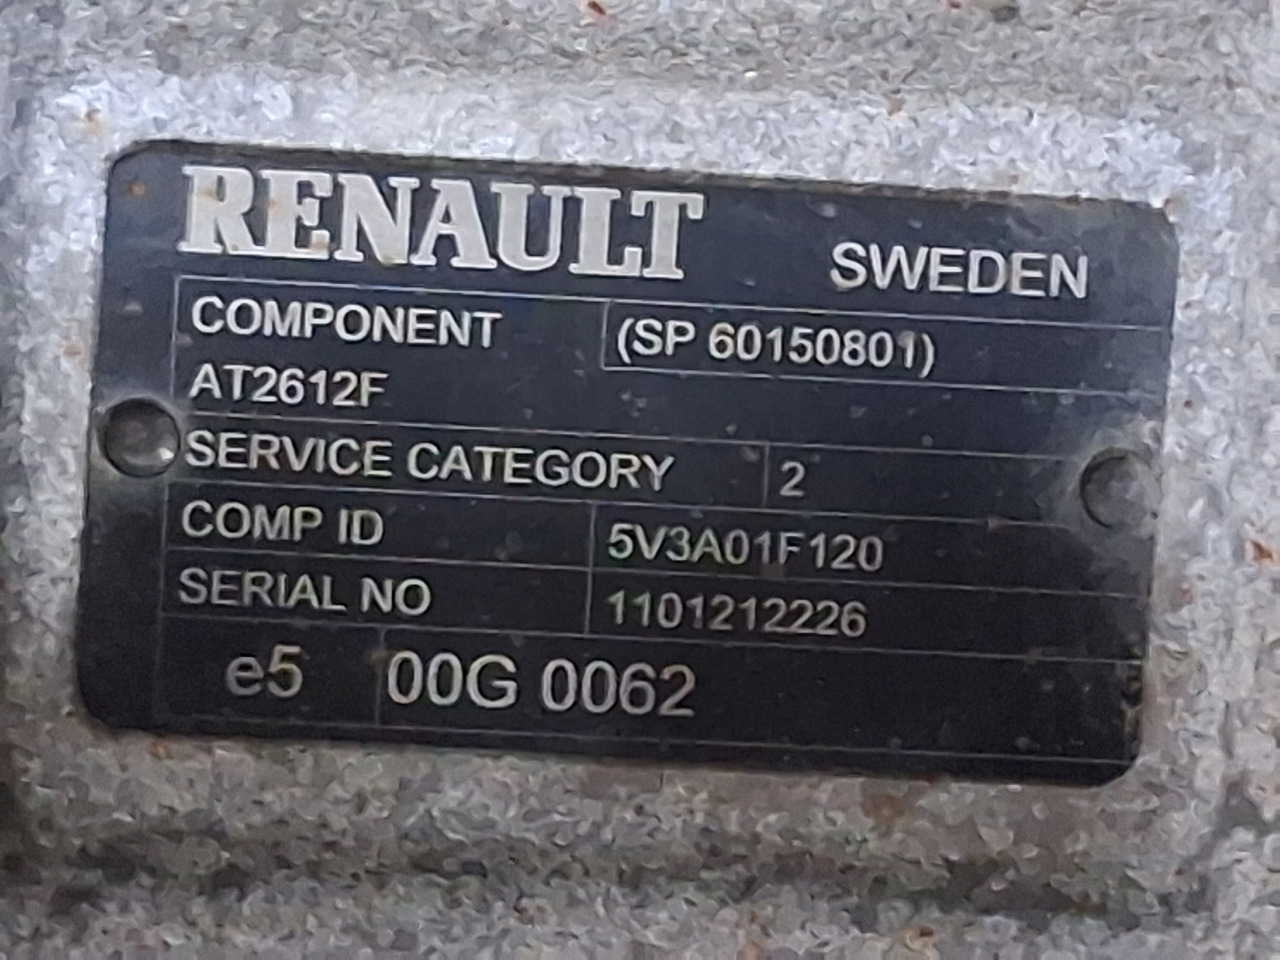 RENAULT SWEDEN
COMPONENT (SP 60150801)
AT2612F
SERVICE CATEGORY 2
COMP ID 5V3A01F120
SERIAL NO 1101212226
e5 00G 0062